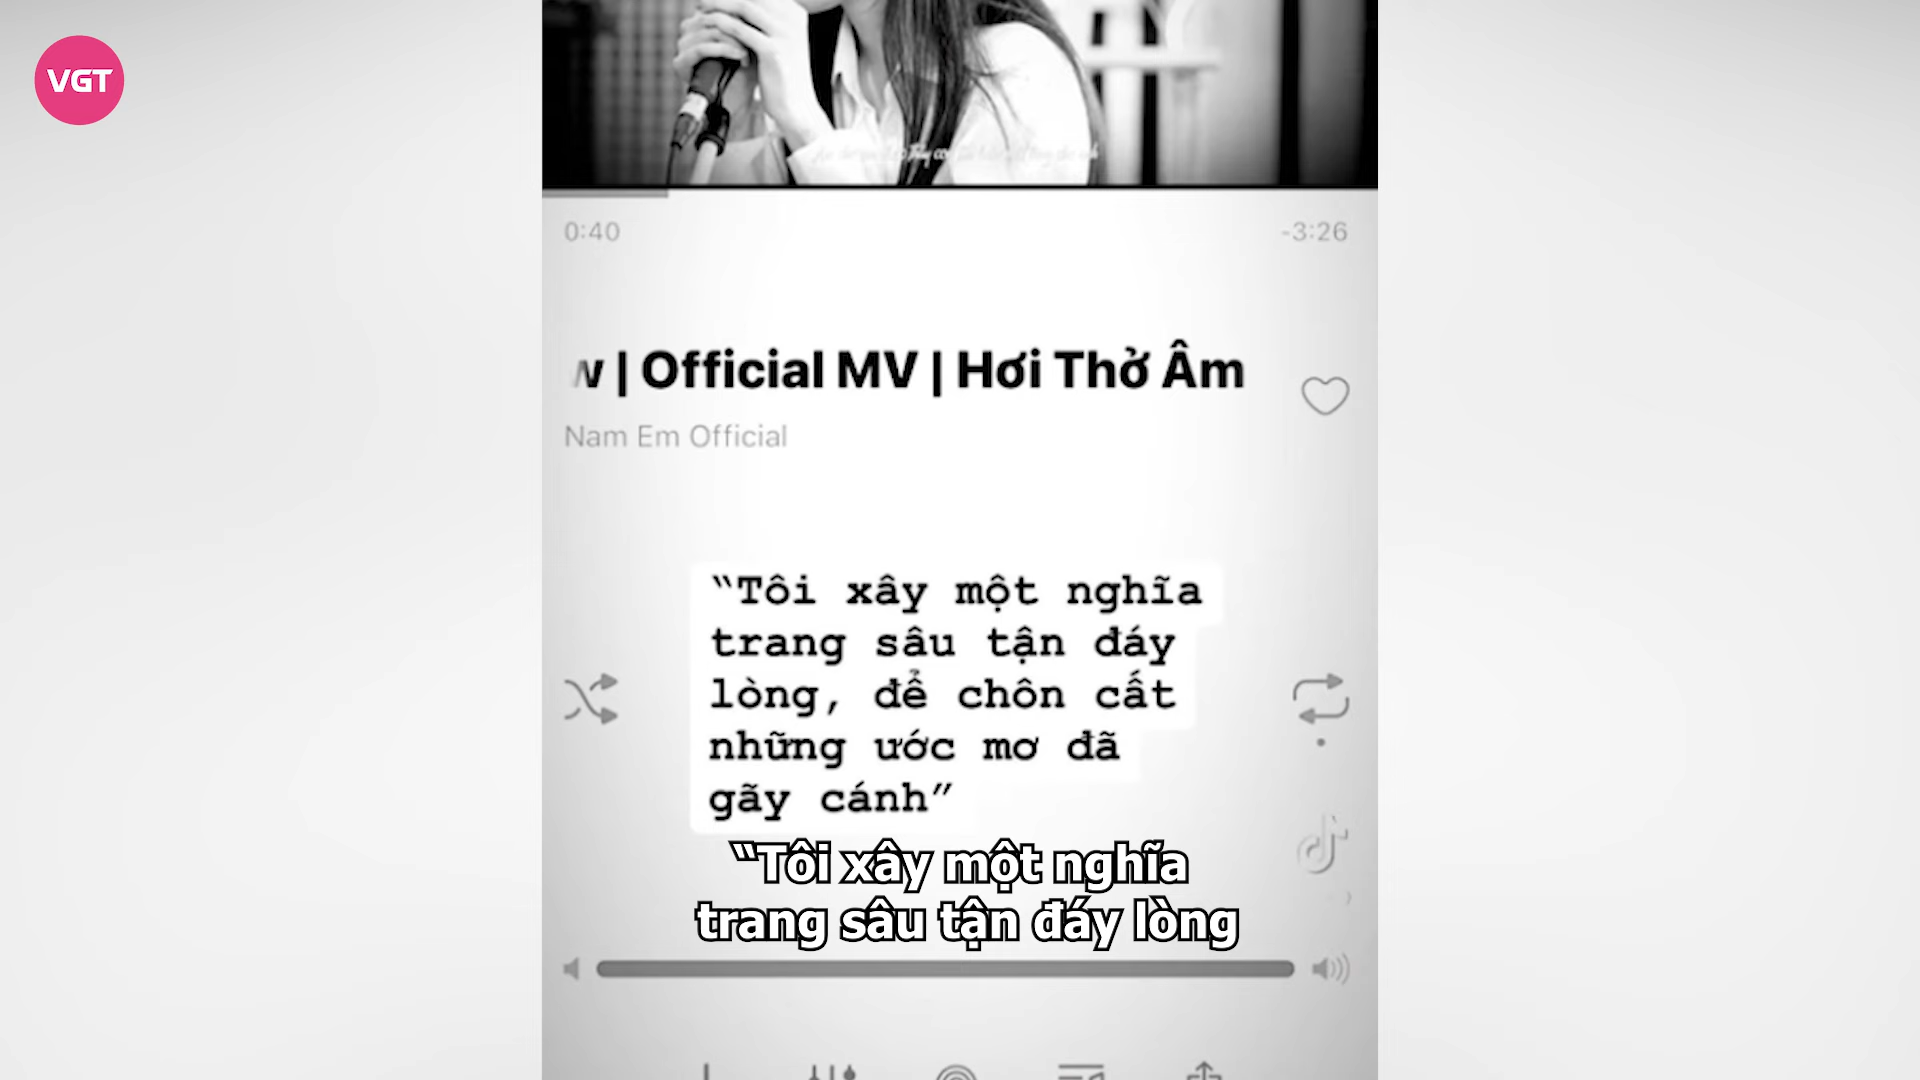 VGT
0:40
-3:26
| Official MV | Hơi Thở Âm
Nam Em Official
“Tôi xây một nghĩa
trang sâu tận đáy
lòng, để chôn cất
những ước mơ đã
gãy cánh”
“Tôi xây một nghĩa
trang sâu tận đáy lòng